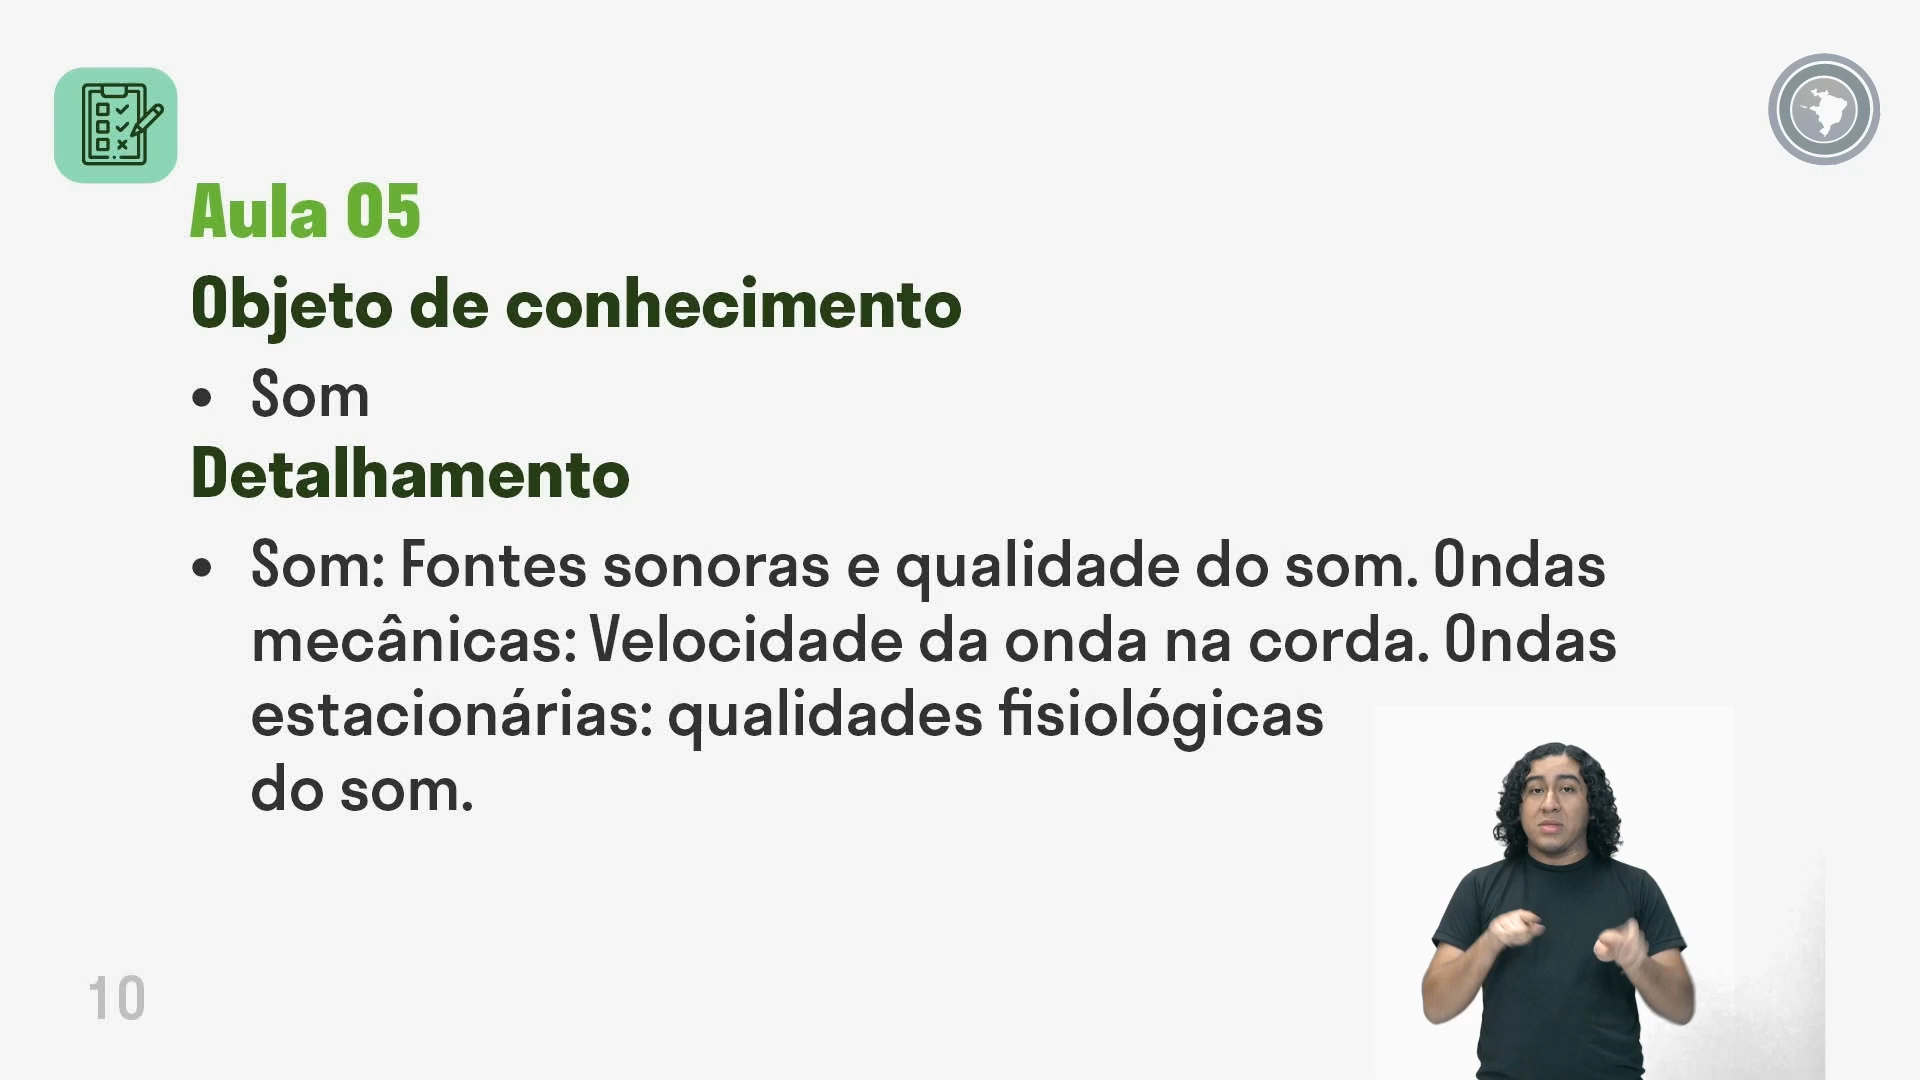 Aula 05
Objeto de conhecimento
• Som
Detalhamento
• Som: Fontes sonoras e qualidade do som. Ondas
mecânicas: Velocidade da onda na corda. Ondas
estacionárias: qualidades fisiológicas
do som.
10